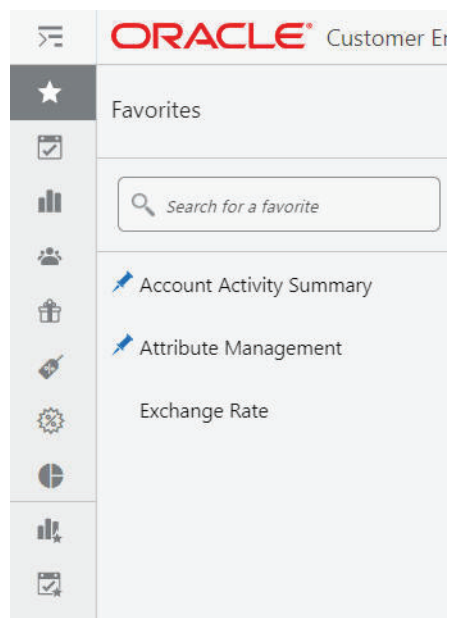 ORACLE® Customer
Favorites
Search for a favorite
Account Activity Summary
Attribute Management
Exchange Rate